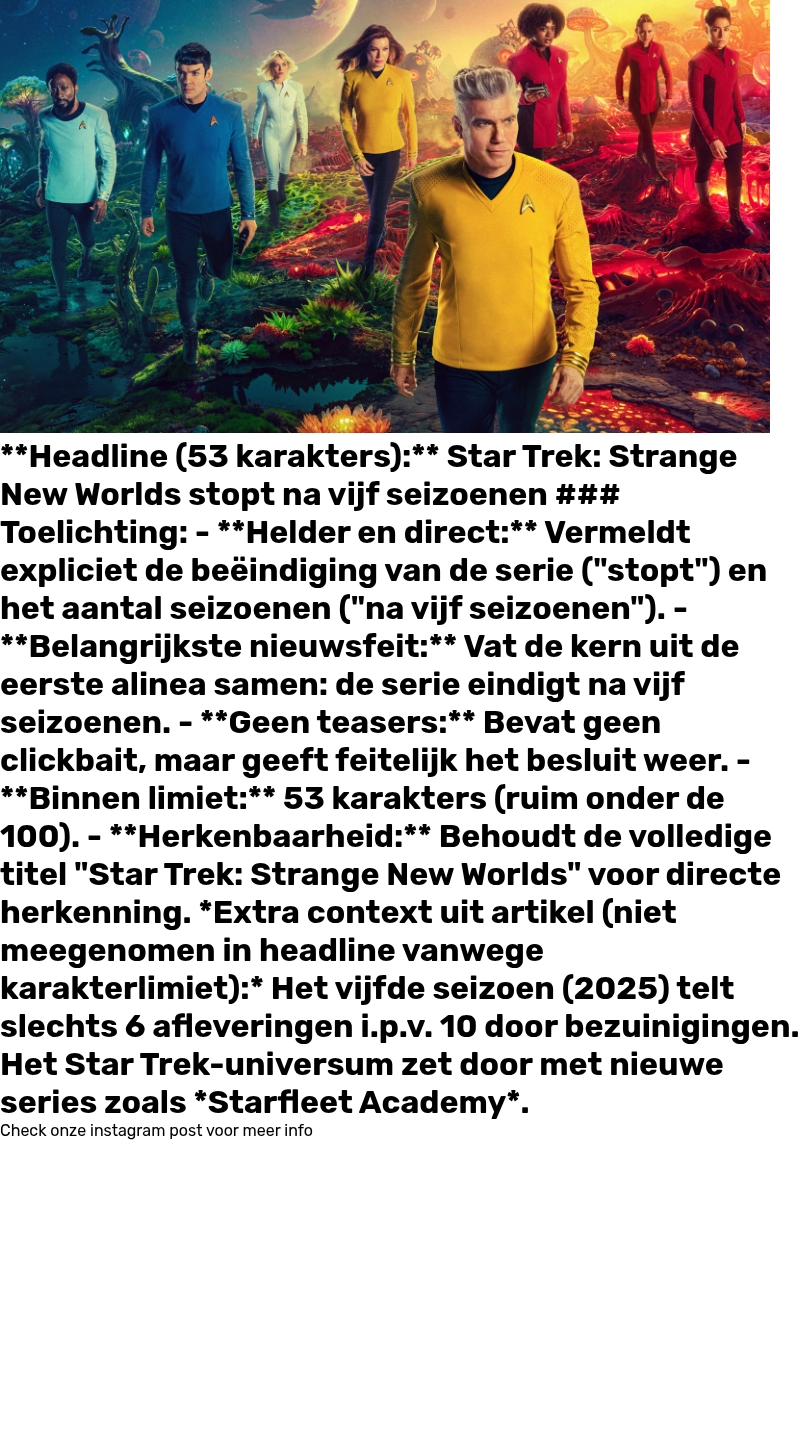 **Headline (53 karakters):** Star Trek: Strange
New Worlds stopt na vijf seizoenen ###
Toelichting: - **Helder en direct:** Vermeldt
expliciet de beëindiging van de serie ("stopt") en
het aantal seizoenen ("na vijf seizoenen"). -
**Belangrijkste nieuwsfeit:** Vat de kern uit de
eerste alinea samen: de serie eindigt na vijf
seizoenen. - **Geen teasers:** Bevat geen
clickbait, maar geeft feitelijk het besluit weer. -
**Binnen limiet:** 53 karakters (ruim onder de
100). - **Herkenbaarheid:** Behoudt de volledige
titel "Star Trek: Strange New Worlds" voor directe
herkenning. *Extra context uit artikel (niet
meegenomen in headline vanwege
karakterlimiet):* Het vijfde seizoen (2025) telt
slechts 6 afleveringen i.p.v. 10 door bezuinigingen.
Het Star Trek-universum zet door met nieuwe
series zoals *Starfleet Academy*.
Check onze instagram post voor meer info